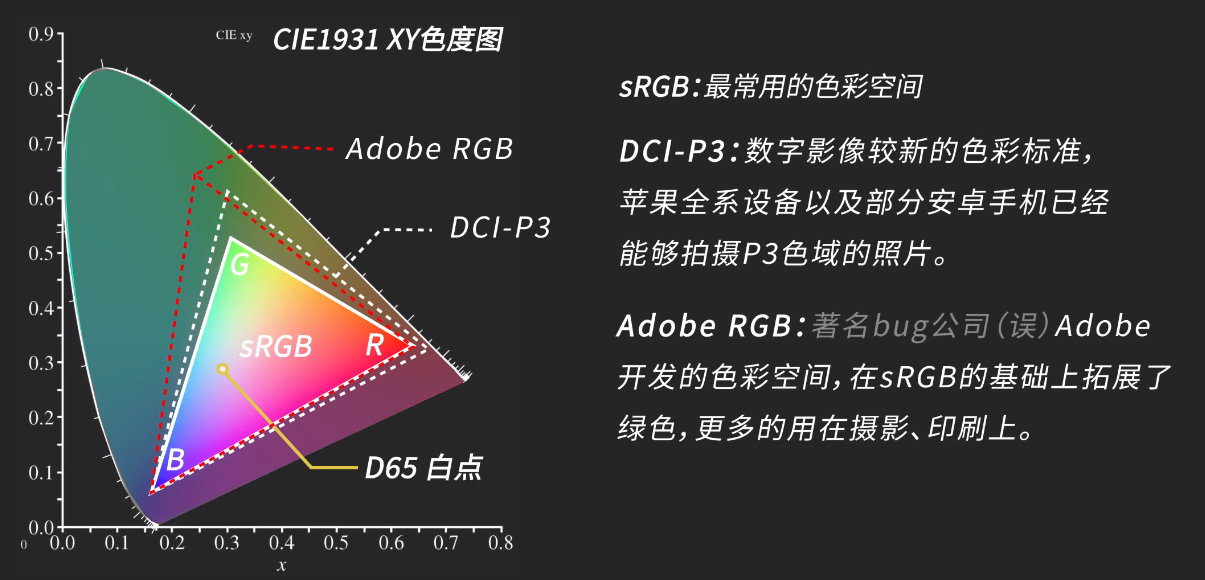 CIE xy
CIE1931 XY色度图
0.9
0.8
0.7
0.6
0.5
0.4
0.3
0.2
0.1
0.0
0
0.0 0.1 0.2 0.3 0.4 0.5 0.6 0.7 0.8
x
Adobe RGB
DCI-P3
G
sRGB
R
B
D65 白点
sRGB：最常用的色彩空间
DCI-P3：数字影像较新的色彩标准，
苹果全系设备以及部分安卓手机已经
能够拍摄P3色域的照片。
Adobe RGB：著名bug公司（误）Adobe
开发的色彩空间，在sRGB的基础上拓展了
绿色，更多的用在摄影、印刷上。